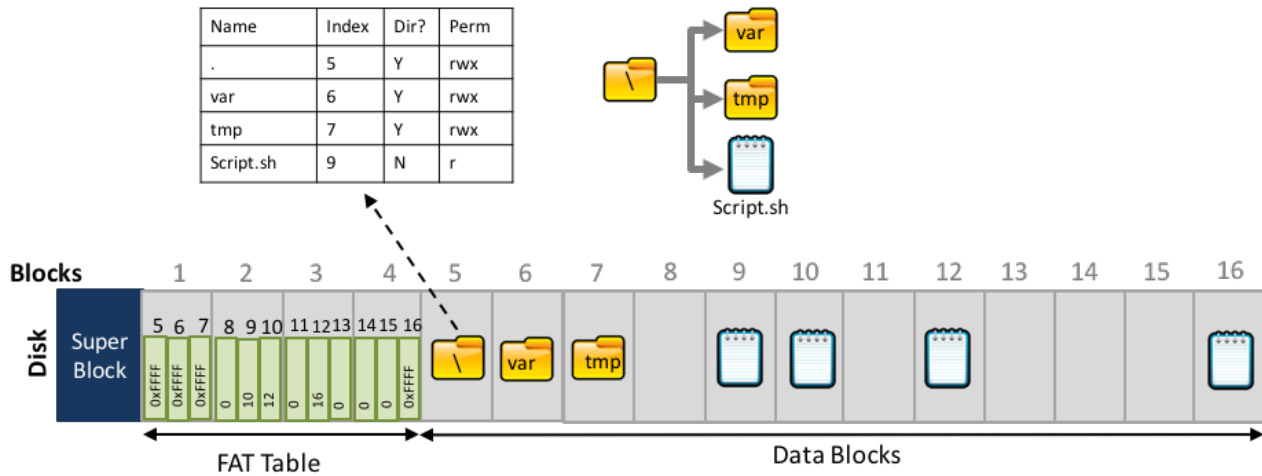 Name Index Dir? Perm
. 5 Y rwx
var 6 Y rwx
tmp 7 Y rwx
Script.sh 9 N r
var
\
tmp
Script.sh
Blocks 1 2 3 4 5 6 7 8 9 10 11 12 13 14 15 16
Disk
Super
Block
5 6 7 8 9 10 11 12 13 14 15 16
0xFFFF 0xFFFF 0xFFFF 0 10 12 0 16 0 0 0 0xFFFF
\ var tmp
FAT Table
Data Blocks